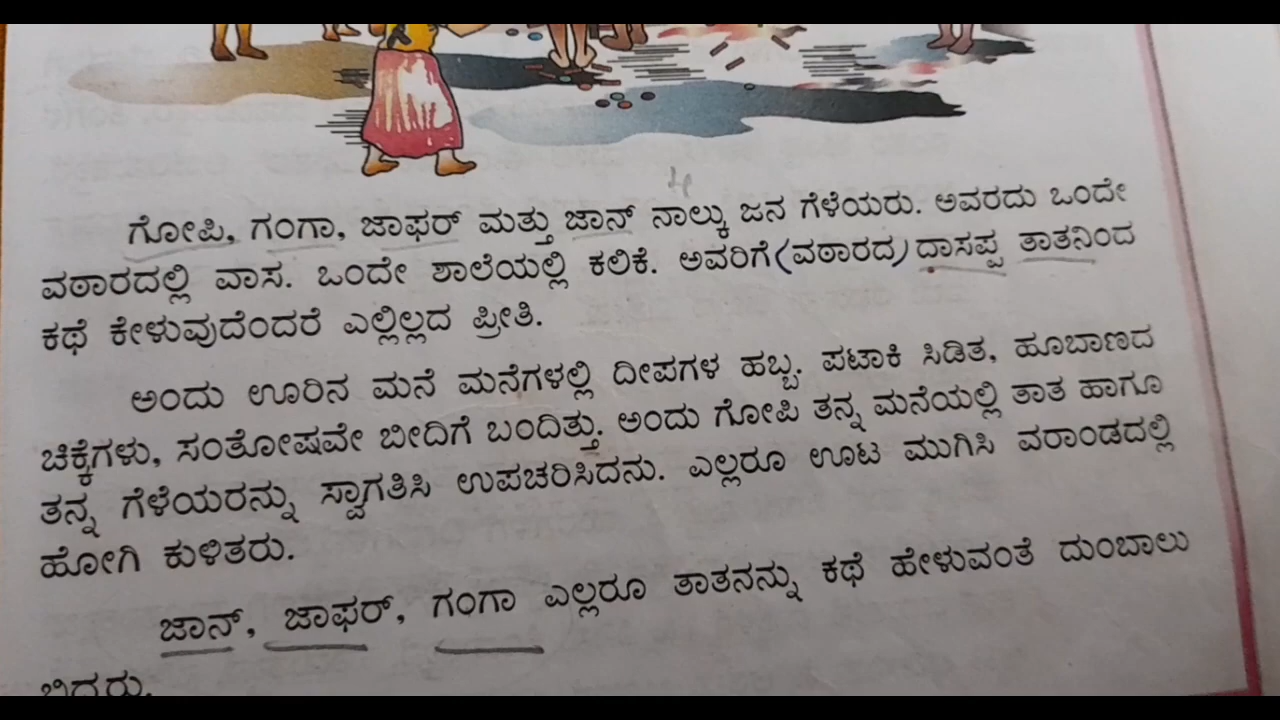 4
ಗೋಪಿ, ಗಂಗಾ, ಜಾಫರ್ ಮತ್ತು ಜಾನ್ ನಾಲ್ಕು ಜನ ಗೆಳೆಯರು. ಅವರದು ಒಂದೇ
ವಠಾರದಲ್ಲಿ ವಾಸ. ಒಂದೇ ಶಾಲೆಯಲ್ಲಿ ಕಲಿಕೆ. ಅವರಿಗೆ (ವಠಾರದ) ದಾಸಪ್ಪ ತಾತನಿಂದ
ಕಥೆ ಕೇಳುವುದೆಂದರೆ ಎಲ್ಲಿಲ್ಲದ ಪ್ರೀತಿ.
ಅಂದು ಊರಿನ ಮನೆ ಮನೆಗಳಲ್ಲಿ ದೀಪಗಳ ಹಬ್ಬ. ಪಟಾಕಿ ಸಿಡಿತ, ಹೂಬಾಣದ
ಚಿಕ್ಕೆಗಳು, ಸಂತೋಷವೇ ಬೀದಿಗೆ ಬಂದಿತ್ತು. ಅಂದು ಗೋಪಿ ತನ್ನ ಮನೆಯಲ್ಲಿ ತಾತ ಹಾಗೂ
ತನ್ನ ಗೆಳೆಯರನ್ನು ಸ್ವಾಗತಿಸಿ ಉಪಚರಿಸಿದನು. ಎಲ್ಲರೂ ಊಟ ಮುಗಿಸಿ ವರಾಂಡದಲ್ಲಿ
ಹೋಗಿ ಕುಳಿತರು.
ಜಾನ್, ಜಾಫರ್, ಗಂಗಾ ಎಲ್ಲರೂ ತಾತನನ್ನು ಕಥೆ ಹೇಳುವಂತೆ ದುಂಬಾಲು
ಬಿದ್ದರು.